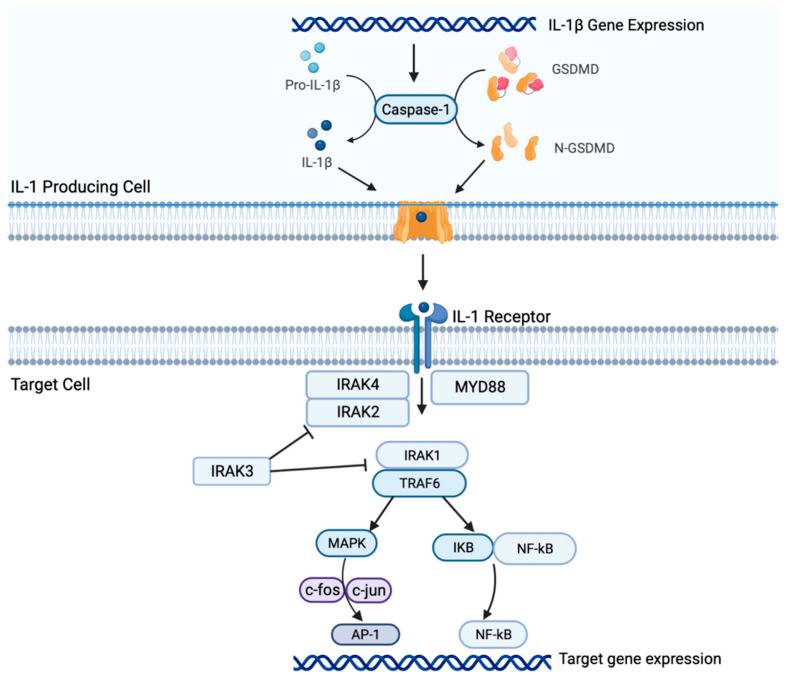 IL-1β Gene Expression
Pro-IL-1β
GSDMD
Caspase-1
IL-1β
N-GSDMD
IL-1 Producing Cell
IL-1 Receptor
Target Cell
IRAK4
MYD88
IRAK2
IRAK3
IRAK1
TRAF6
MAPK
IKB
NF-kB
c-fos
c-jun
AP-1
NF-kB
Target gene expression